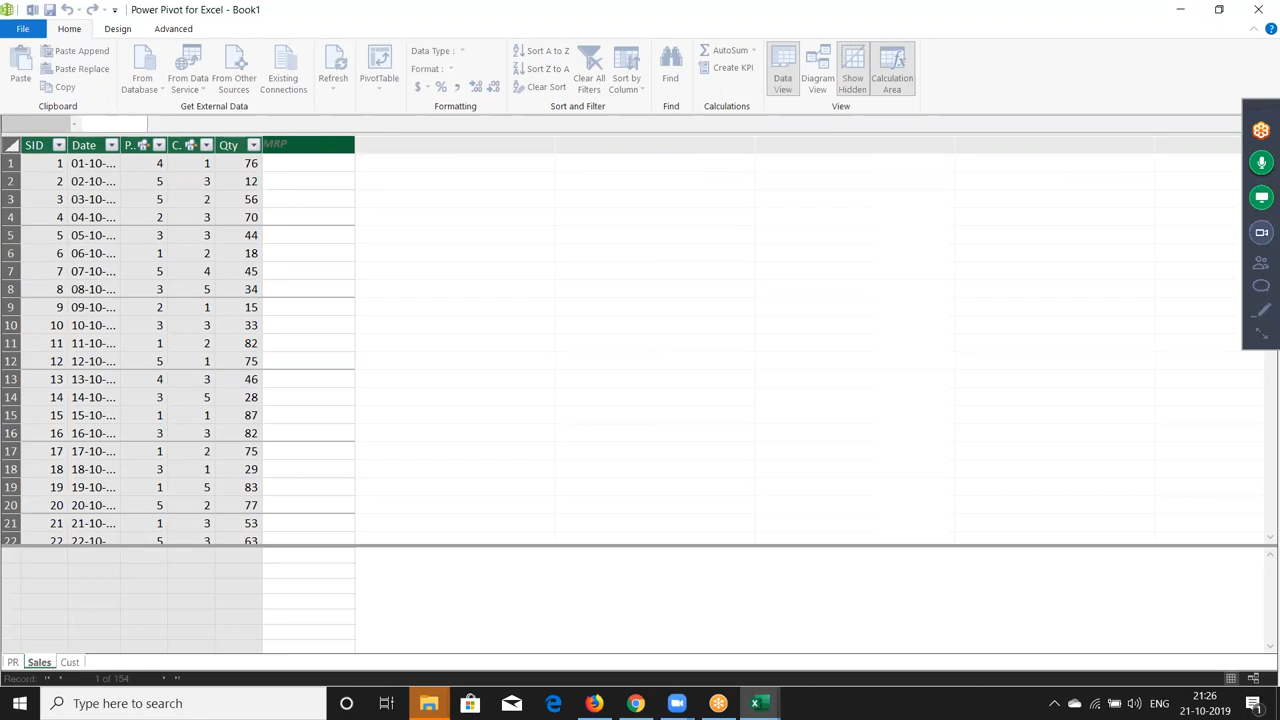 Power Pivot for Excel - Book1
File Home Design Advanced
Paste
Paste Append
Paste Replace
Copy
Clipboard
From Database
From Data Service
From Other Sources
Existing Connections
Get External Data
Refresh
PivotTable
Data Type :
Format :
$ % ,
Formatting
Sort A to Z
Sort Z to A
Clear Sort
Clear All Filters
Sort by Column
Sort and Filter
Find
Find
AutoSum
Create KPI
Calculations
Data View
Diagram View
Show Hidden
Calculation Area
View
SID Date P.. C. Qty MRP
1 1 01-10-... 4 1 76
2 2 02-10-... 5 3 12
3 3 03-10-... 5 2 56
4 4 04-10-... 2 3 70
5 5 05-10-... 3 3 44
6 6 06-10-... 1 2 18
7 7 07-10-... 5 4 45
8 8 08-10-... 3 5 34
9 9 09-10-... 2 1 15
10 10 10-10-... 3 3 33
11 11 11-10-... 1 2 82
12 12 12-10-... 5 1 75
13 13 13-10-... 4 3 46
14 14 14-10-... 3 5 28
15 15 15-10-... 1 1 87
16 16 16-10-... 3 3 82
17 17 17-10-... 1 2 75
18 18 18-10-... 3 1 29
19 19 19-10-... 1 5 83
20 20 20-10-... 5 2 77
21 21 21-10-... 1 3 53
22 22 22-10- 5 3 63
PR Sales Cust
Record: 1 of 154
Type here to search
ENG
21:26
21-10-2019
1